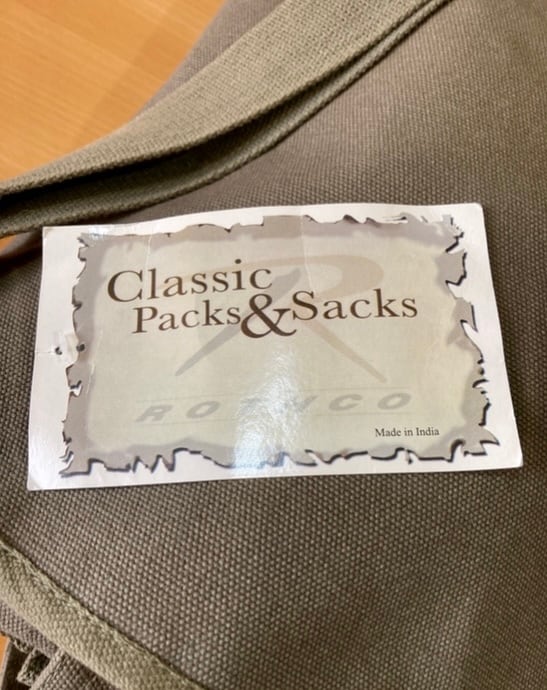 Classic
Packs & Sacks
ROTHCO
Made in India